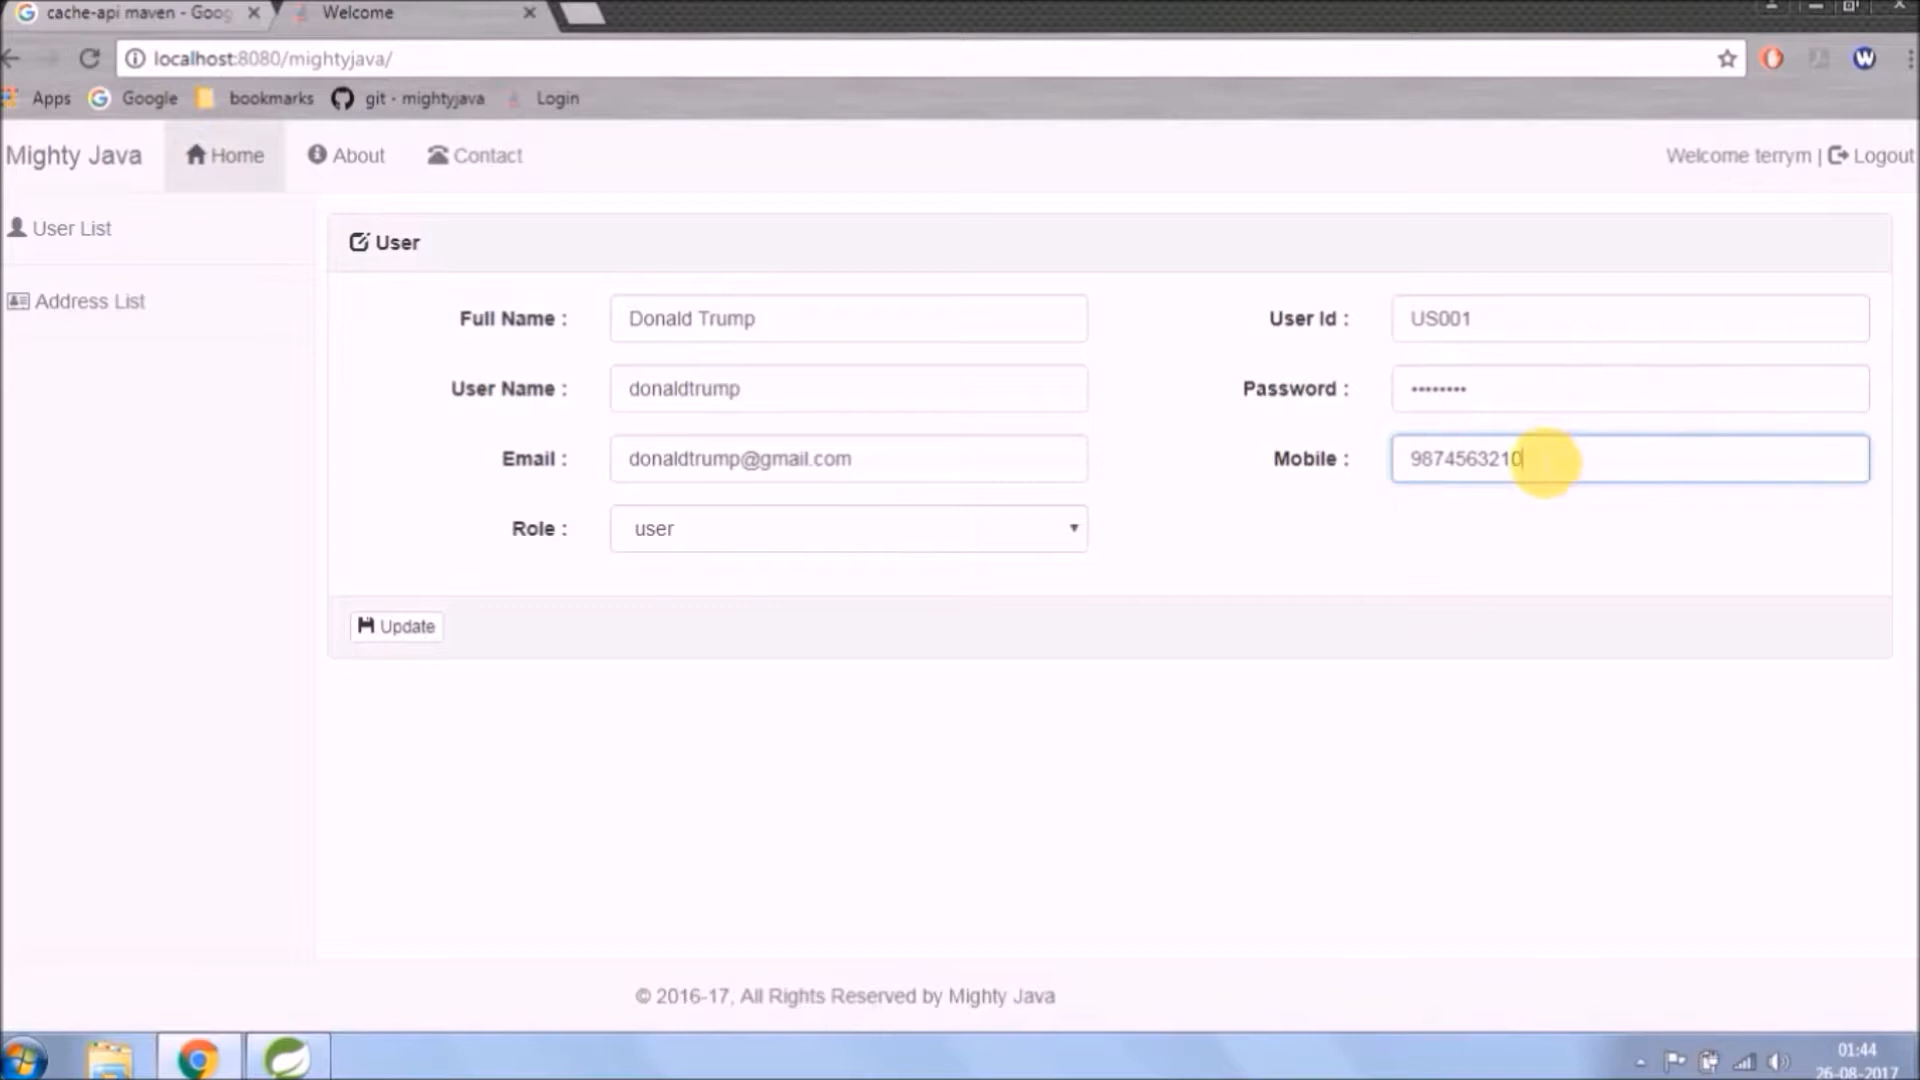 cache-api maven - Goog
Welcome
localhost:8080/mightyjava/
W
Apps
Google
bookmarks
git - mightyjava
Login
Mighty Java
Home
About
Contact
Welcome terrym |
Logout
User List
Address List
User
Full Name :
Donald Trump
User Id :
US001
User Name :
donaldtrump
Password :
••••••••
Email :
donaldtrump@gmail.com
Mobile :
9874563210
Role :
user
Update
© 2016-17, All Rights Reserved by Mighty Java
01:44
26-08-2017